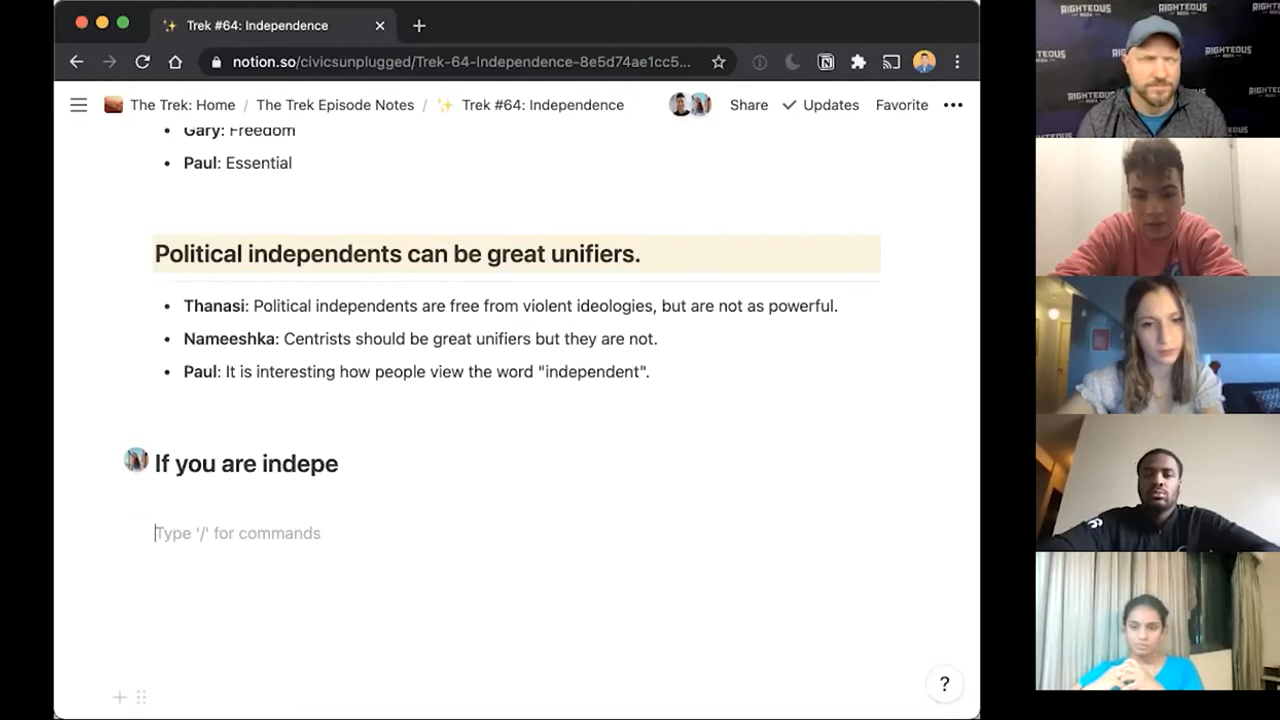 Trek #64: Independence
notion.so/civicsunplugged/Trek-64-Independence-8e5d74ae1cc5...
The Trek: Home / The Trek Episode Notes / Trek #64: Independence
Share Updates Favorite
Gary: Freedom
Paul: Essential
Political independents can be great unifiers.
Thanasi: Political independents are free from violent ideologies, but are not as powerful.
Nameeshka: Centrists should be great unifiers but they are not.
Paul: It is interesting how people view the word "independent".
If you are indepe
Type '/' for commands
?
RIGHTEOUS
RIGHTEOUS
RIGHTEOUS